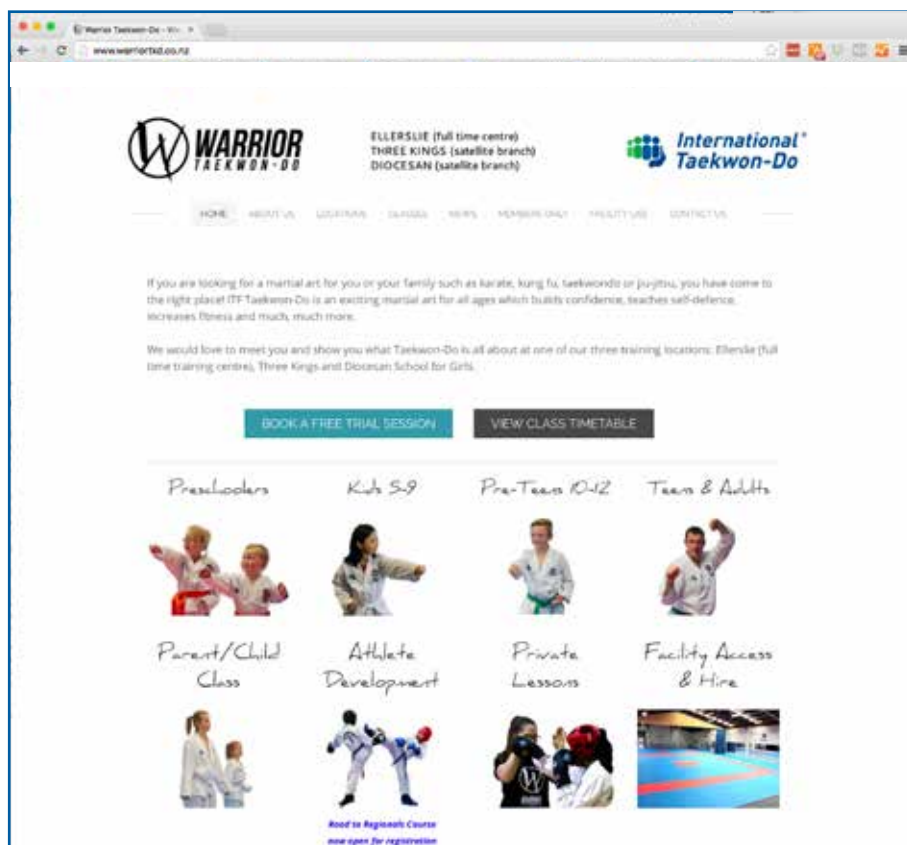 Warrior Taekwon-Do - 
www.warriortkd.co.nz
WARRIOR
TAEKWON-DO
ELLERSLIE (full time centre)
THREE KINGS (satellite branch)
DIOCESAN (satellite branch)
International
Taekwon-Do
HOME ABOUT US LOCATIONS CLASSES NEWS MEMBERS ONLY FACILITY USE CONTACT US
If you are looking for a martial art for you or your family such as karate, kung fu, taekwondo or ju-jitsu, you have come to
the right place! ITF Taekwon-Do is an exciting martial art for all ages which builds confidence, teaches self-defence,
increases fitness and much, much more.
We would love to meet you and show you what Taekwon-Do is all about at one of our three training locations: Ellerslie (full
time training centre), Three Kings and Diocesan School for Girls.
BOOK A FREE TRIAL SESSION VIEW CLASS TIMETABLE
Preschoolers Kids 5-9 Pre-Teens 10-12 Teens & Adults
Parent/Child Athlete Private Facility Access
Class Development Lessons & Hire
Road to Regionals Course
now open for registration